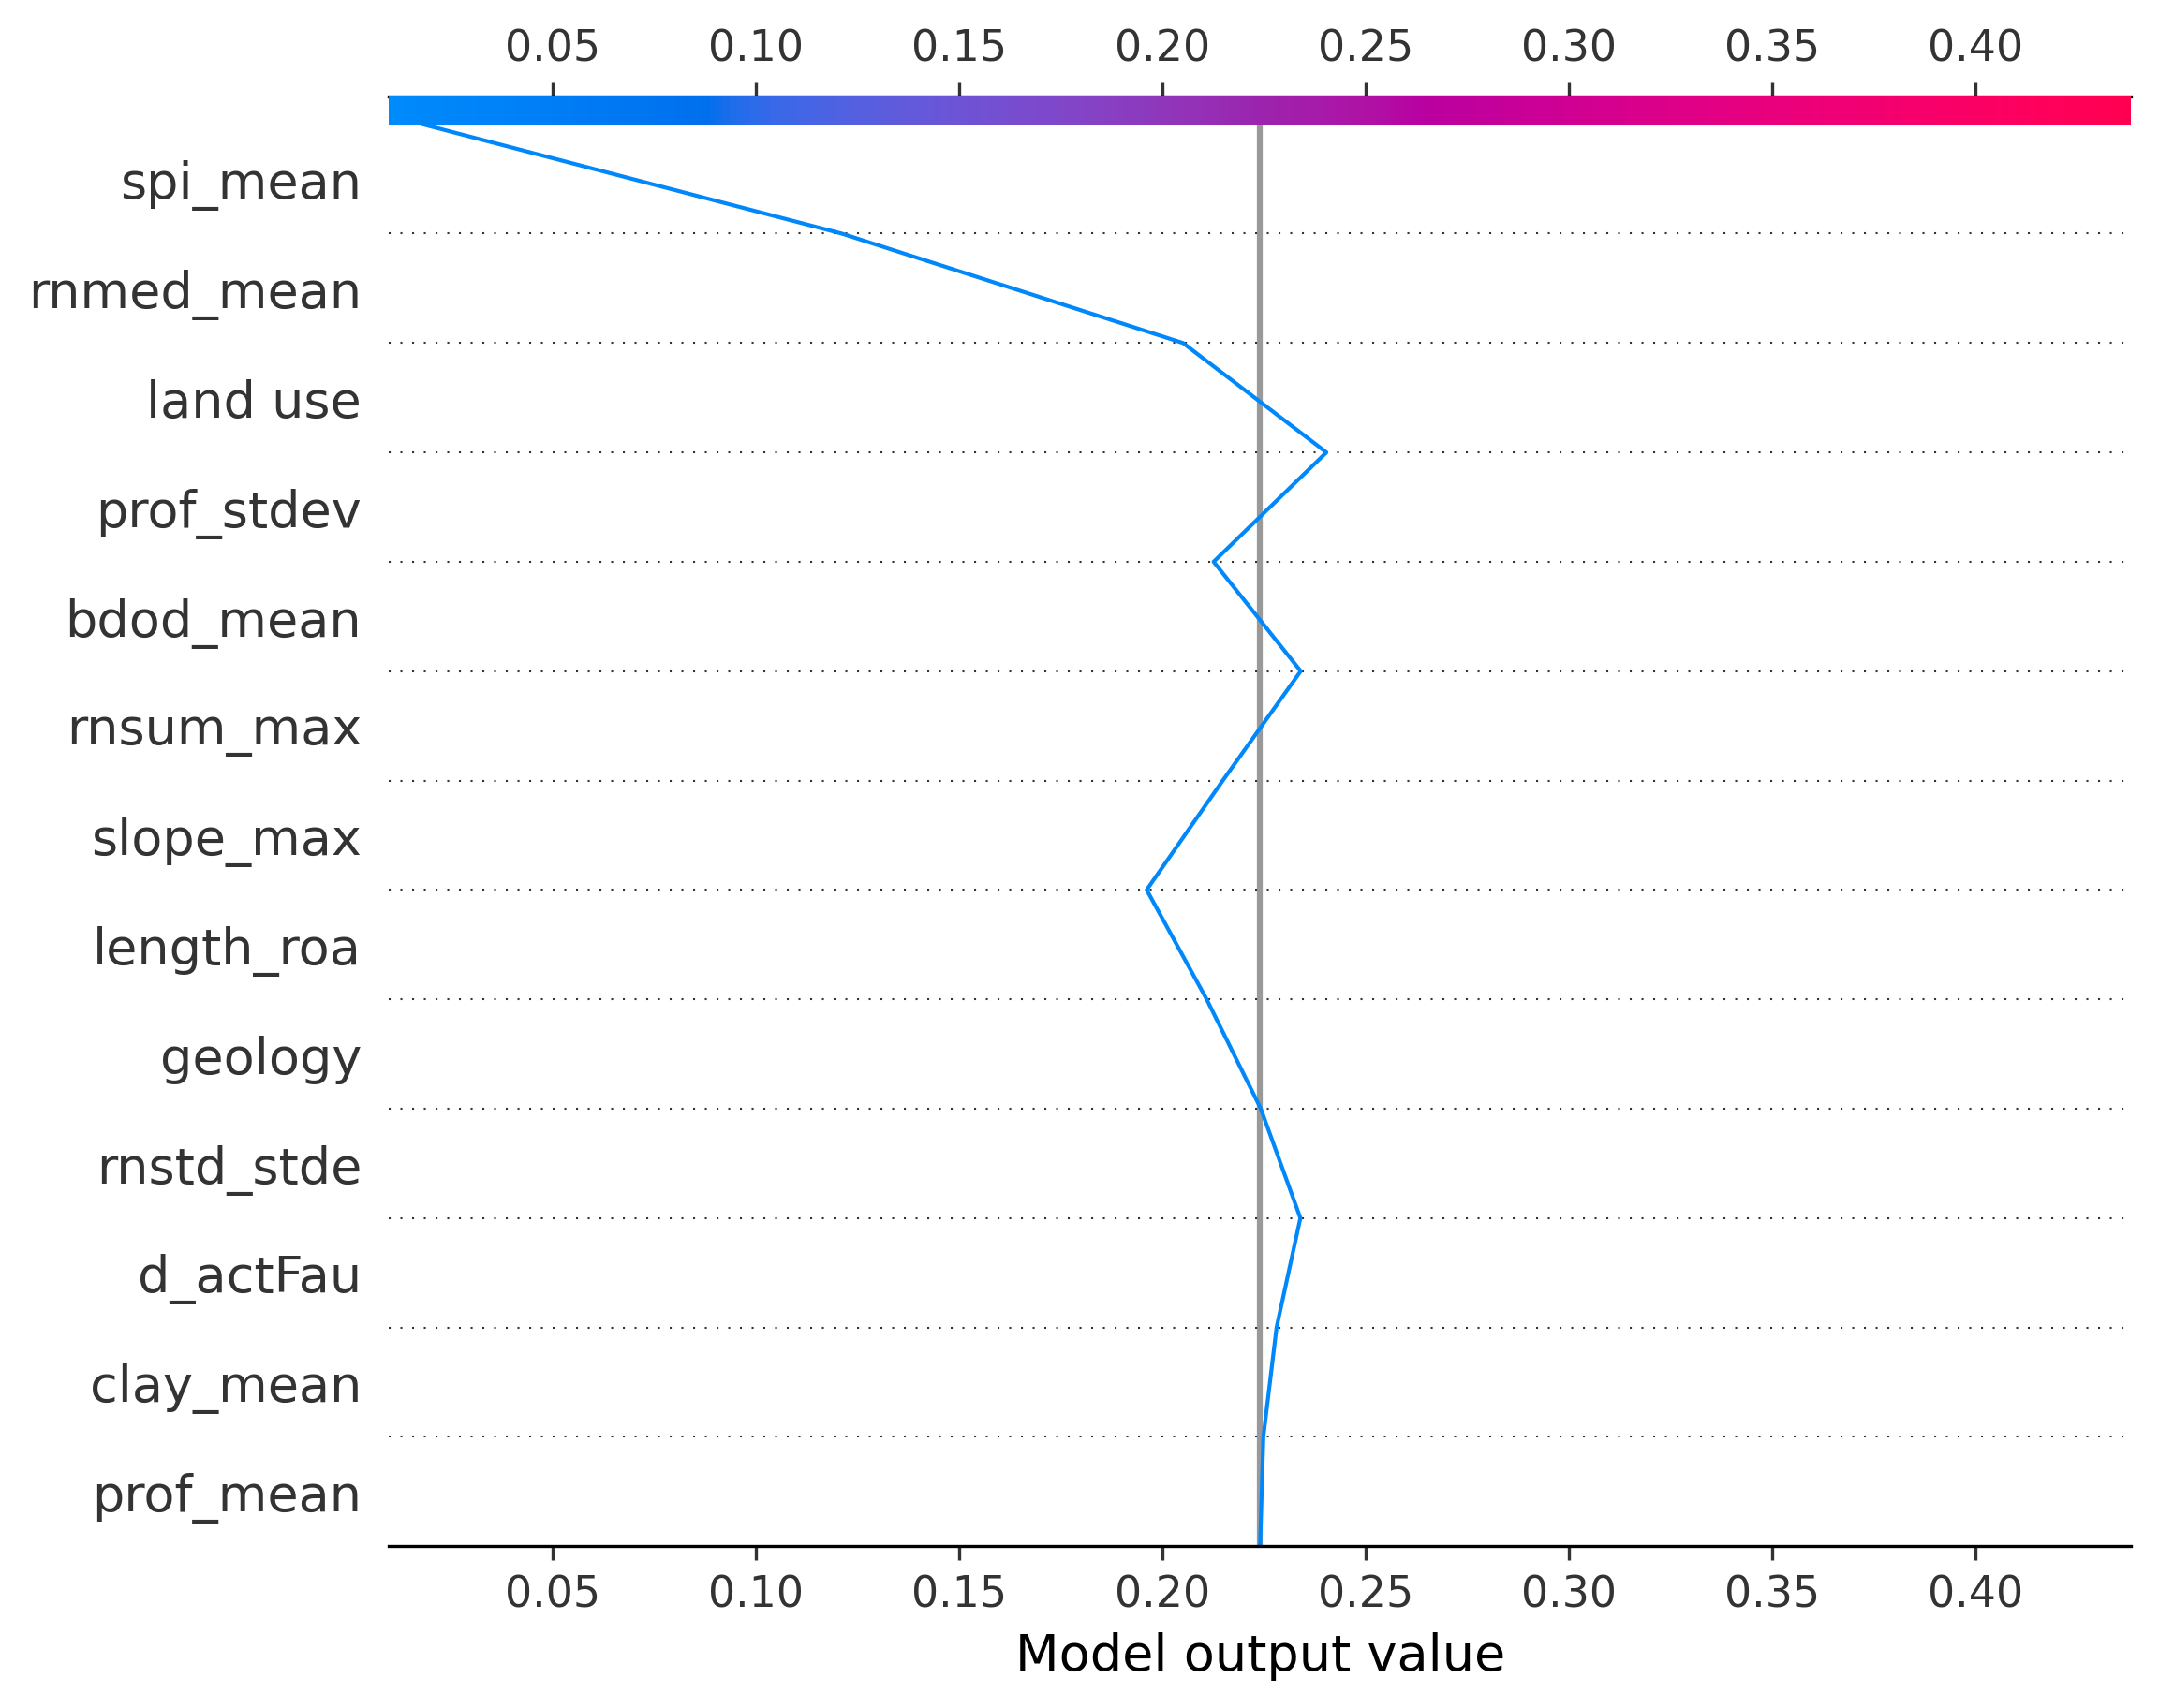 0.05 0.10 0.15 0.20 0.25 0.30 0.35 0.40
spi_mean
rnmed_mean
land use
prof_stdev
bdod_mean
rnsum_max
slope_max
length_roa
geology
rnstd_stde
d_actFau
clay_mean
prof_mean
0.05 0.10 0.15 0.20 0.25 0.30 0.35 0.40
Model output value